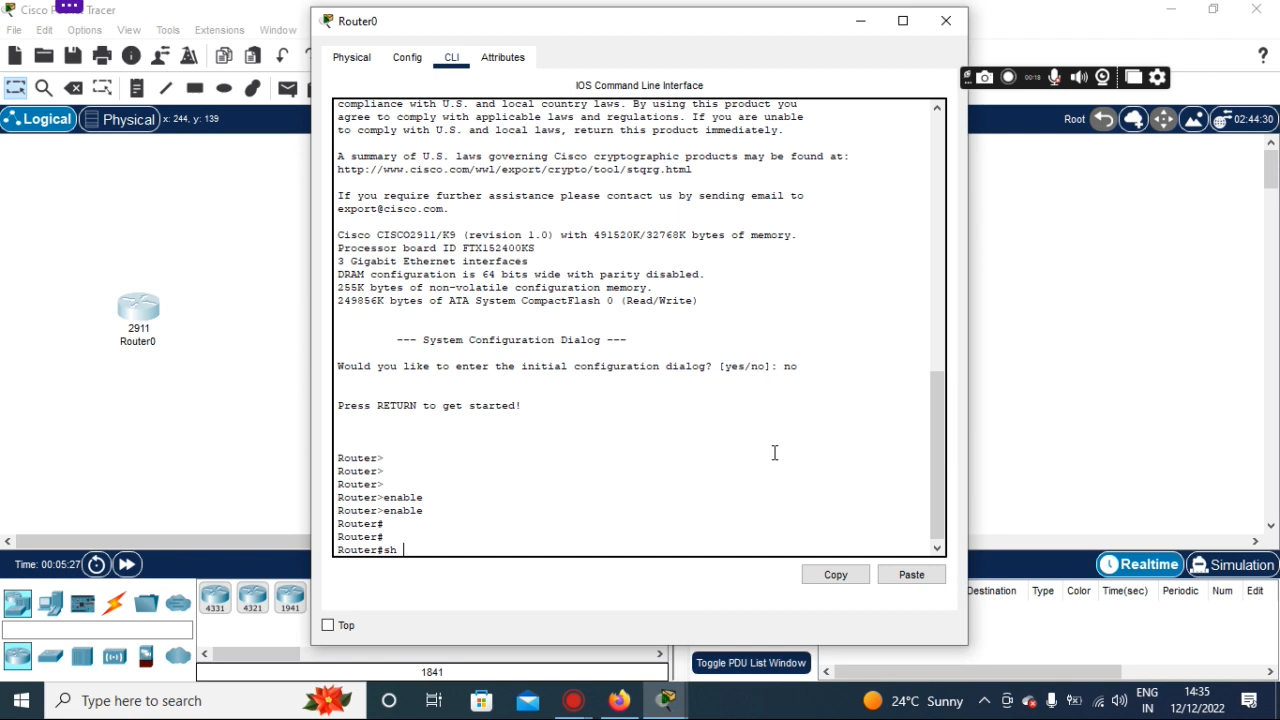 Cisco P
Tracer
Router0
File Edit Options View Tools Extensions Window
Physical Config CLI Attributes
IOS Command Line Interface
00:18
Logical Physical x: 244, y: 139
Root 02:44:30
compliance with U.S. and local country laws. By using this product you
agree to comply with applicable laws and regulations. If you are unable
to comply with U.S. and local laws, return this product immediately.
A summary of U.S. laws governing Cisco cryptographic products may be found at:
http://www.cisco.com/wwl/export/crypto/tool/stqrg.html
If you require further assistance please contact us by sending email to
export@cisco.com.
Cisco CISCO2911/K9 (revision 1.0) with 491520K/32768K bytes of memory.
Processor board ID FTX152400KS
3 Gigabit Ethernet interfaces
DRAM configuration is 64 bits wide with parity disabled.
255K bytes of non-volatile configuration memory.
249856K bytes of ATA System CompactFlash 0 (Read/Write)
--- System Configuration Dialog ---
Would you like to enter the initial configuration dialog? [yes/no]: no
Press RETURN to get started!
Router>
Router>
Router>
Router>enable
Router>enable
Router#
Router#
Router#sh
2911
Router0
Copy Paste
Top
Time: 00:05:27
Realtime Simulation
4331 4321 1941
Destination Type Color Time(sec) Periodic Num Edit
1841
Toggle PDU List Window
Type here to search
24°C Sunny
ENG
IN
14:35
12/12/2022